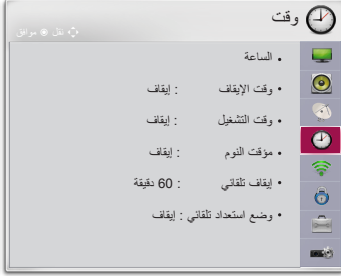 وقت
نقل موافق
الساعة
وقت الإيقاف : إيقاف
وقت التشغيل : إيقاف
مؤقت النوم : إيقاف
إيقاف تلقائي : 60 دقيقة
وضع استعداد تلقائي : إيقاف